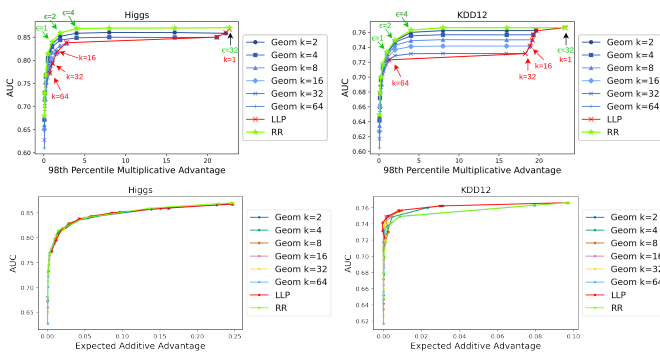 Higgs
ϵ=4
ϵ=2
ϵ=1
k=16
k=32
k=64
ϵ=32
k=1
0.85
0.80
0.75
0.70
0.65
0.60
AUC
0 5 10 15 20
98th Percentile Multiplicative Advantage
Geom k=2
Geom k=4
Geom k=8
Geom k=16
Geom k=32
Geom k=64
LLP
RR
KDD12
ϵ=4
ϵ=2
ϵ=1
k=64
k=32
k=16
ϵ=32
k=1
0.76
0.74
0.72
0.70
0.68
0.66
0.64
0.62
0.60
AUC
0 5 10 15 20
98th Percentile Multiplicative Advantage
Geom k=2
Geom k=4
Geom k=8
Geom k=16
Geom k=32
Geom k=64
LLP
RR
Higgs
0.85
0.80
0.75
0.70
0.65
AUC
0.00 0.05 0.10 0.15 0.20 0.25
Expected Additive Advantage
Geom k=2
Geom k=4
Geom k=8
Geom k=16
Geom k=32
Geom k=64
LLP
RR
KDD12
0.76
0.74
0.72
0.70
0.68
0.66
0.64
0.62
AUC
0.00 0.02 0.04 0.06 0.08 0.10
Expected Additive Advantage
Geom k=2
Geom k=4
Geom k=8
Geom k=16
Geom k=32
Geom k=64
LLP
RR